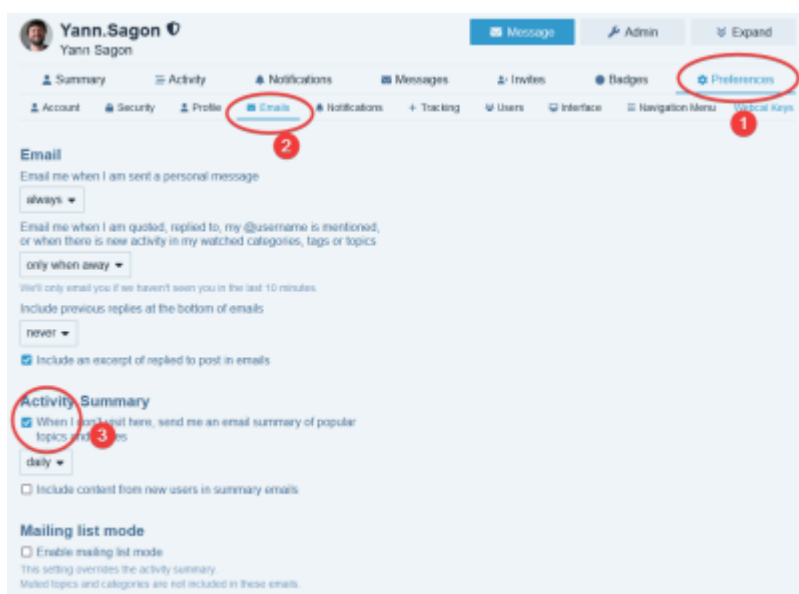 Yann.Sagon
Yann Sagon
Message
Admin
Expand
Summary Activity Notifications Messages Invites Badges Preferences
Account Security Profile Emails Notifications + Tracking Users Interface Navigation Menu Webcal Keys
1
2
Email
Email me when I am sent a personal message
always
Email me when I am quoted, replied to, my @username is mentioned,
or when there is new activity in my watched categories, tags or topics
only when away
We'll only email you if we haven't seen you in the last 10 minutes.
Include previous replies at the bottom of emails
never
Include an excerpt of replied to post in emails
Activity Summary
When I don't visit here, send me an email summary of popular
topics and
3
daily
Include content from new users in summary emails
Mailing list mode
Enable mailing list mode
This setting overrides the activity summary.
Muted topics and categories are not included in these emails.